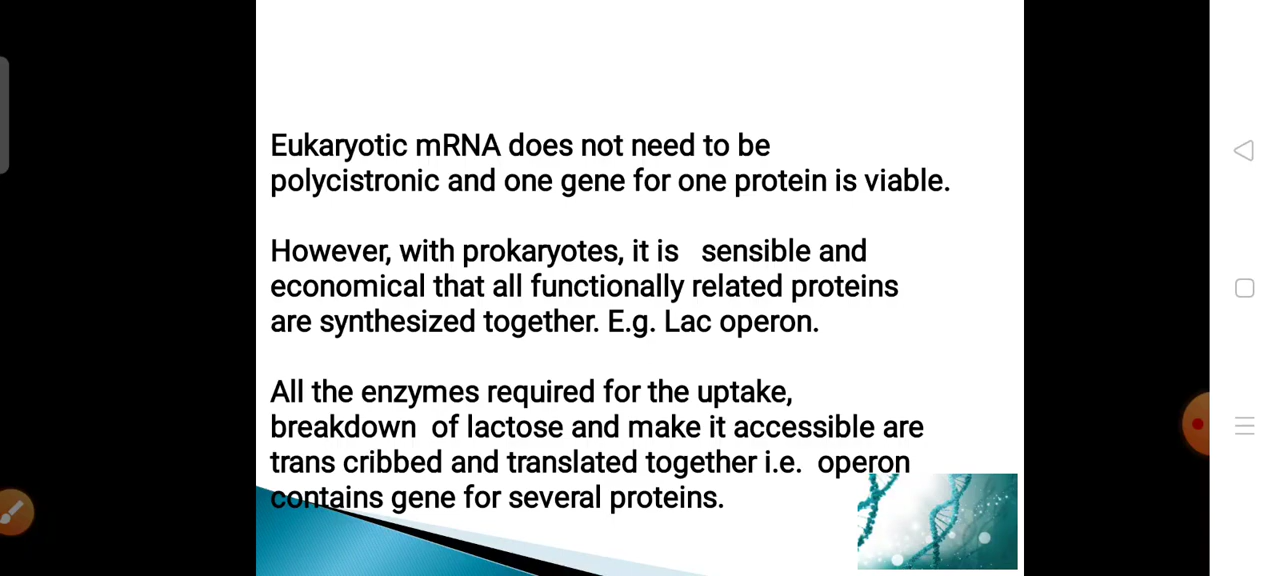 Eukaryotic mRNA does not need to be
polycistronic and one gene for one protein is viable.
However, with prokaryotes, it is   sensible and
economical that all functionally related proteins
are synthesized together. E.g. Lac operon.
All the enzymes required for the uptake,
breakdown  of lactose and make it accessible are
trans cribbed and translated together i.e.  operon
contains gene for several proteins.